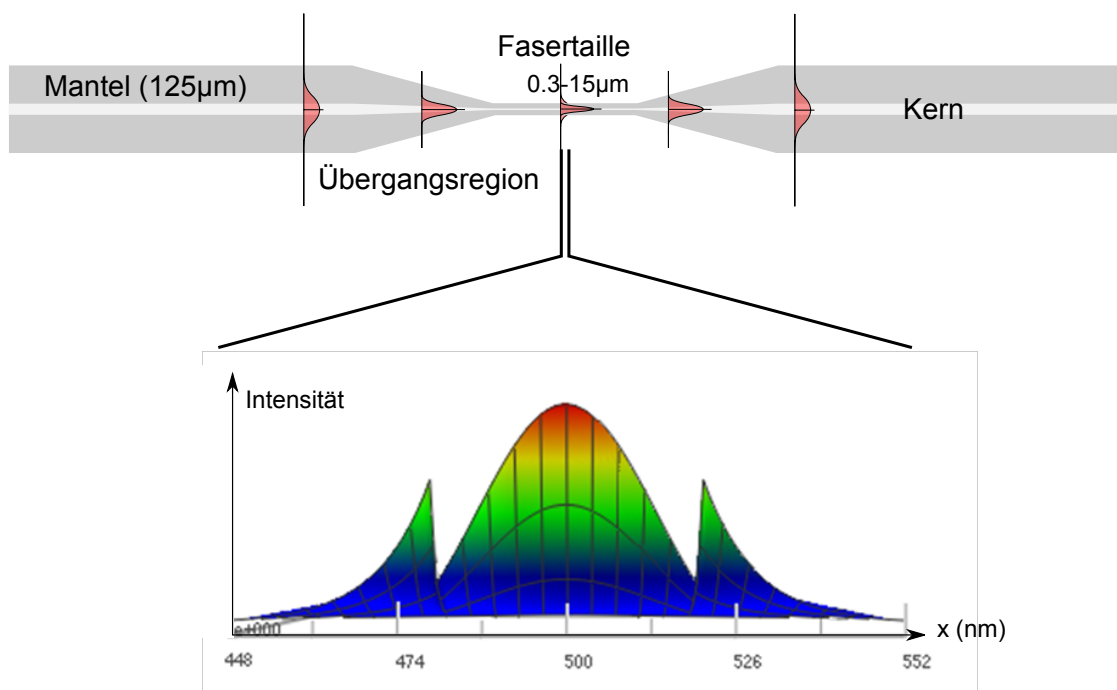 Fasertaille
0.3-15µm
Mantel (125µm)
Kern
Übergangsregion
Intensität
e+000
x (nm)
448 474 500 526 552